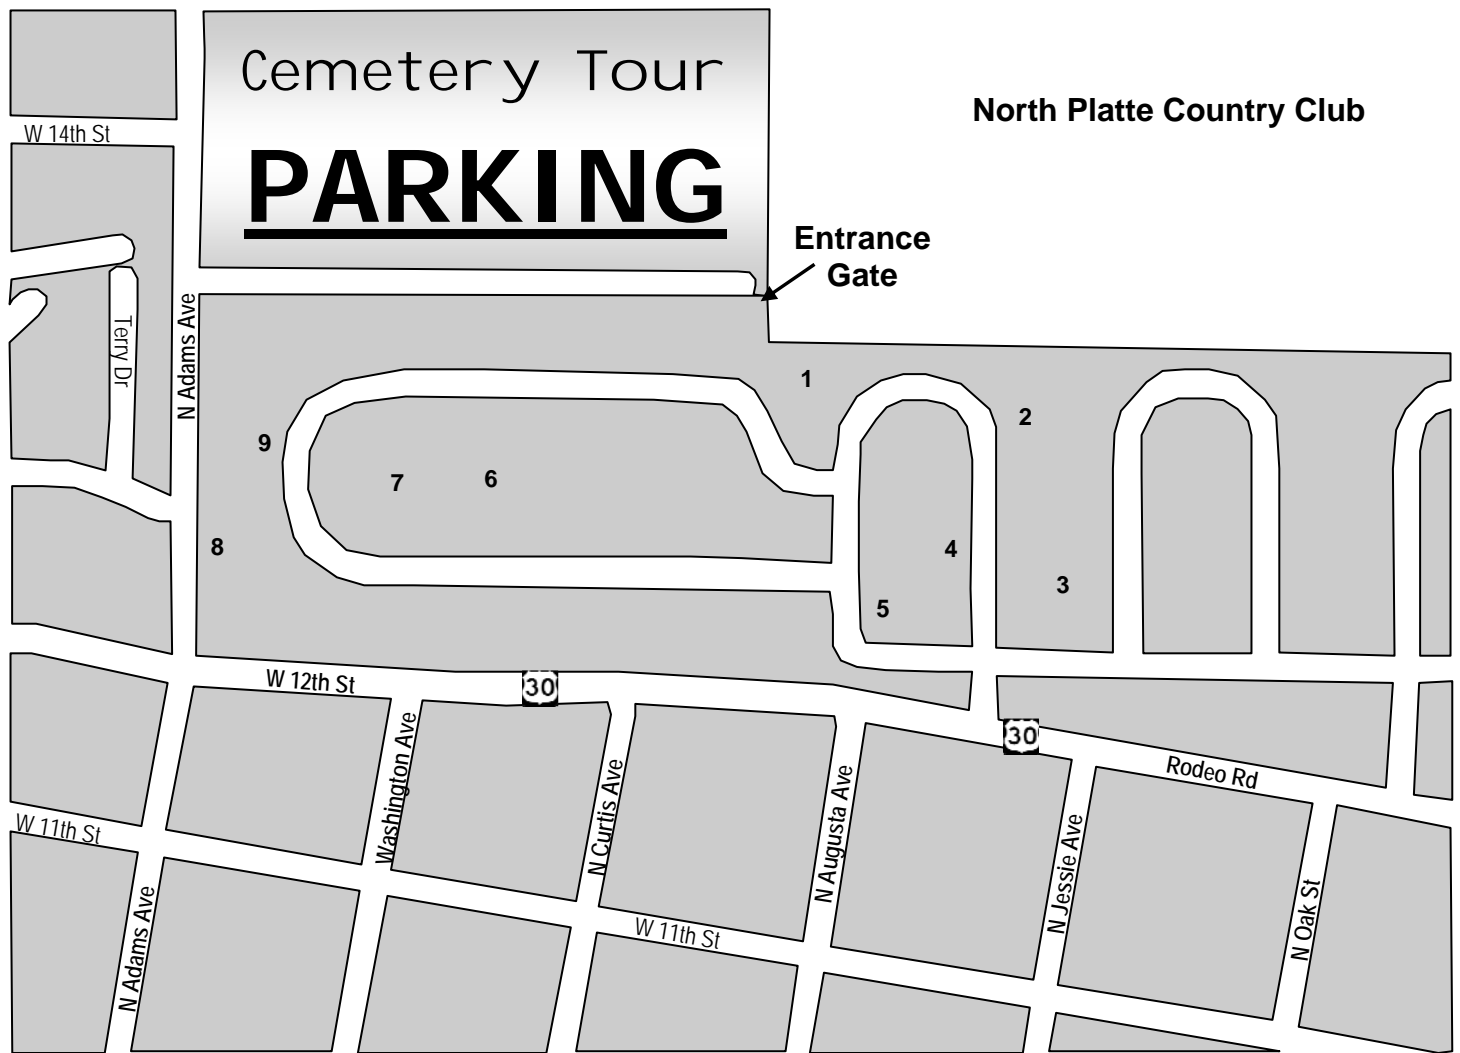 Cemetery Tour
PARKING
North Platte Country Club
W 14th St
Entrance
Gate
Terry Dr
N Adams Ave
1
2
9
7
6
8
4
3
5
W 12th St
30
30
Rodeo Rd
Washington Ave
N Curtis Ave
N Augusta Ave
N Jessie Ave
N Oak St
W 11th St
N Adams Ave
W 11th St